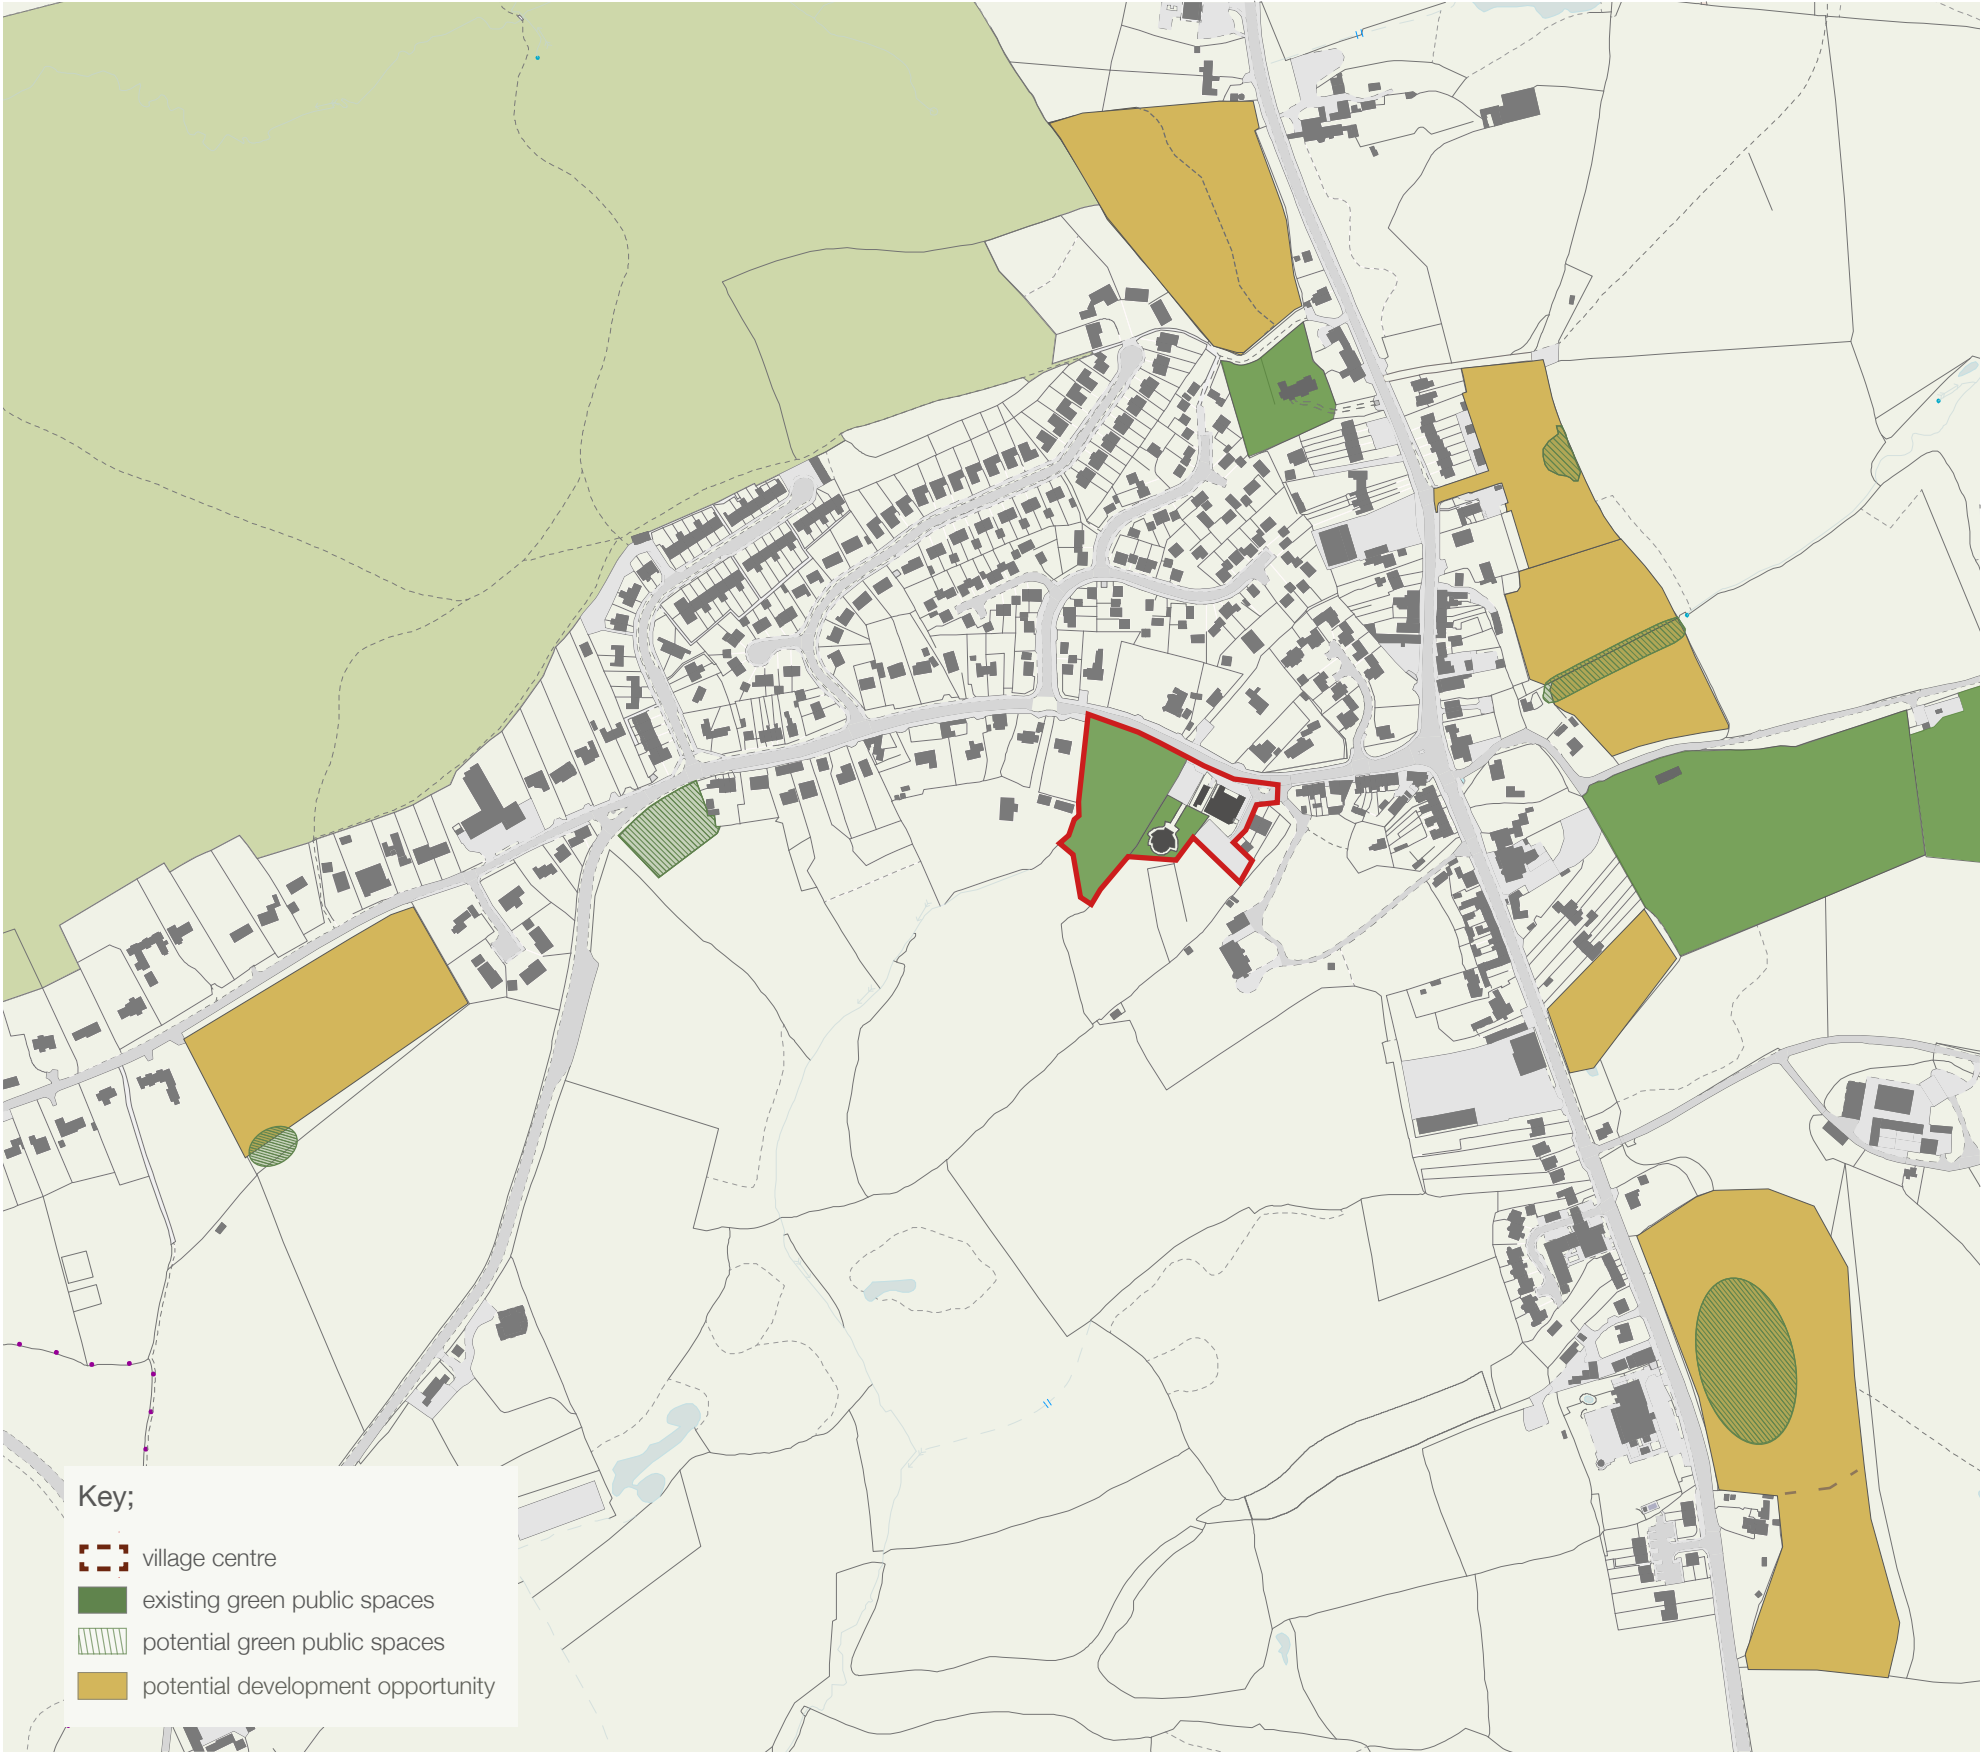 Key;
village centre
existing green public spaces
potential green public spaces
potential development opportunity